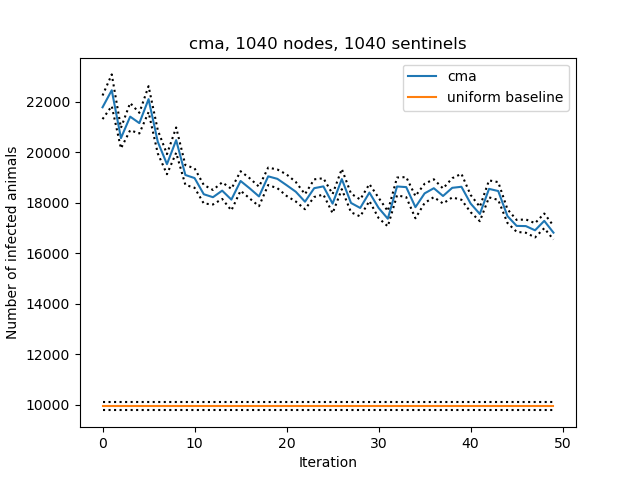 cma, 1040 nodes, 1040 sentinels
cma
uniform baseline
Number of infected animals
22000
20000
18000
16000
14000
12000
10000
0 10 20 30 40 50
Iteration